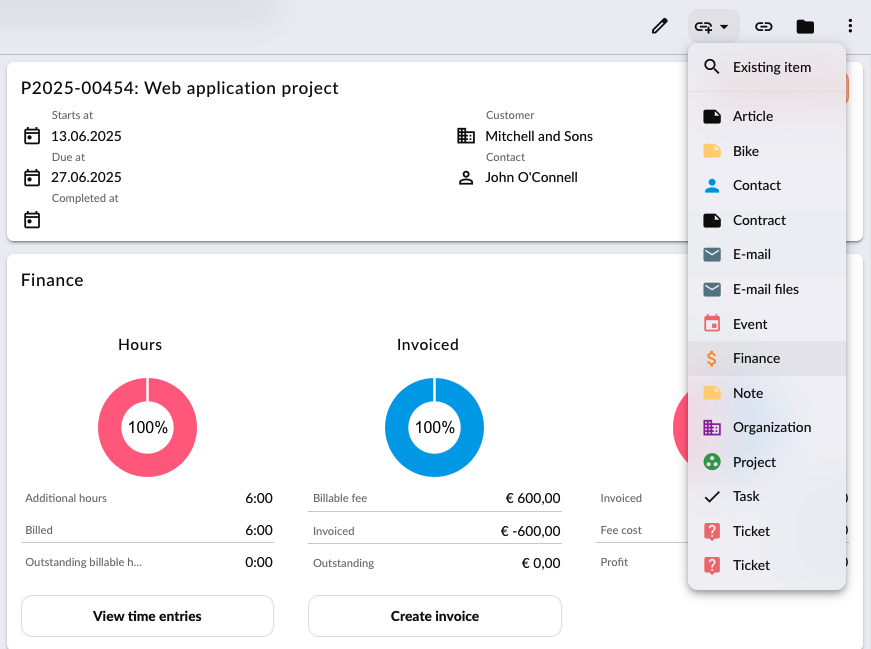 P2025-00454: Web application project
Starts at
13.06.2025
Due at
27.06.2025
Completed at
Customer
Mitchell and Sons
Contact
John O'Connell
Existing item
Article
Bike
Contact
Contract
E-mail
E-mail files
Event
Finance
Note
Organization
Project
Task
Ticket
Ticket
Finance
Hours
100%
Additional hours 6:00
Billed 6:00
Outstanding billable h... 0:00
View time entries
Invoiced
100%
Billable fee € 600,00
Invoiced € -600,00
Outstanding € 0,00
Create invoice
Invoiced
Fee cost
Profit